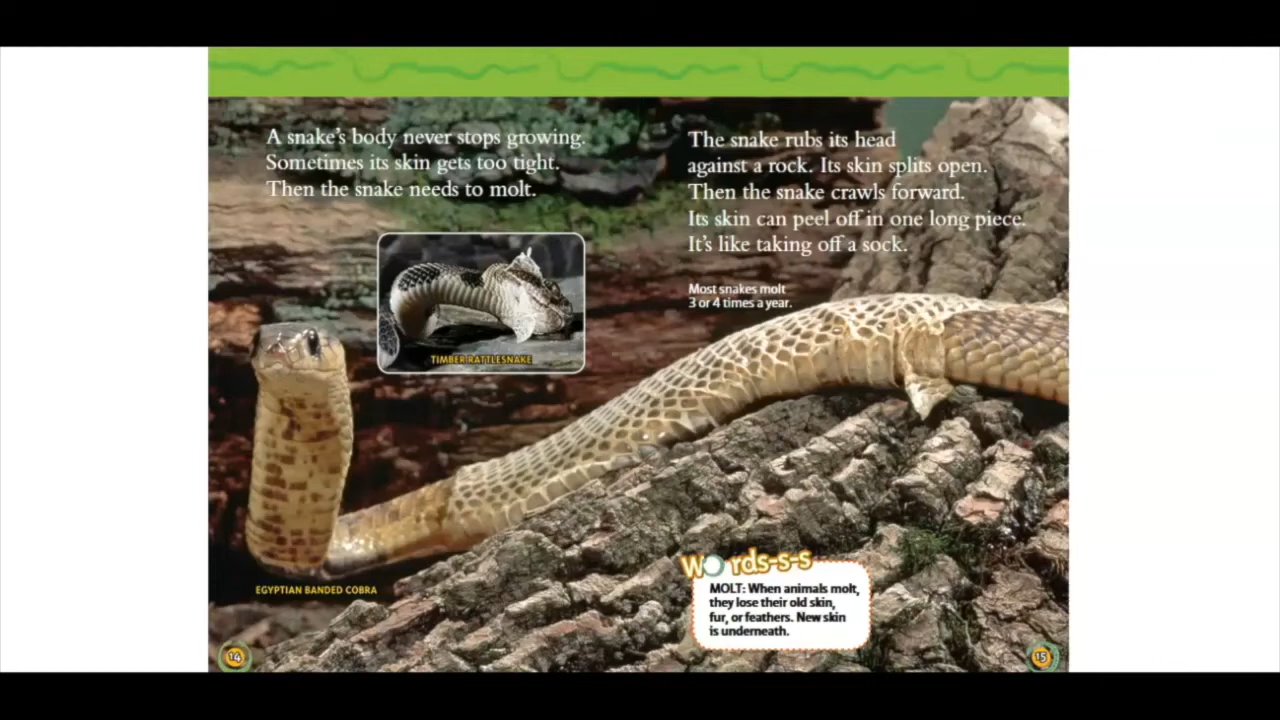 A snake's body never stops growing.
Sometimes its skin gets too tight.
Then the snake needs to molt.
TIMBER RATTLESNAKE
EGYPTIAN BANDED COBRA
14
The snake rubs its head
against a rock. Its skin splits open.
Then the snake crawls forward.
Its skin can peel off in one long piece.
It's like taking off a sock.
Most snakes molt
3 or 4 times a year.
Words-s-s
MOLT: When animals molt,
they lose their old skin,
fur, or feathers. New skin
is underneath.
15